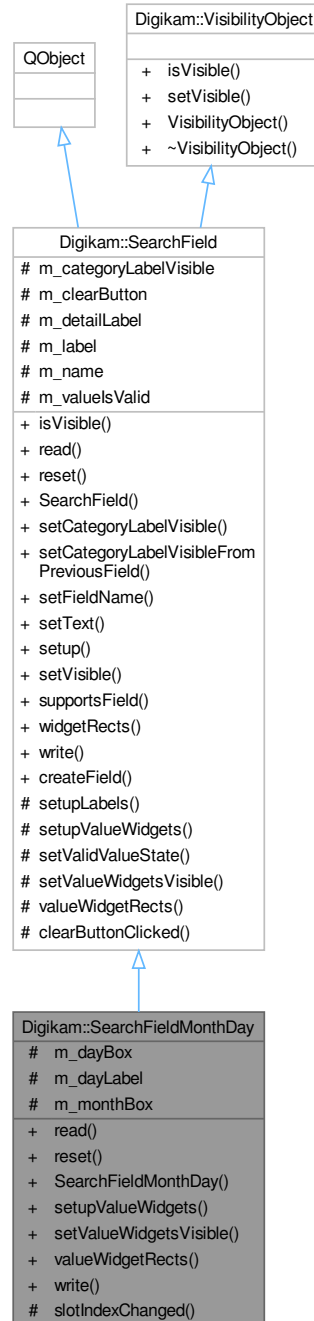 Digikam::VisibilityObject
+ isVisible()
+ setVisible()
+ VisibilityObject()
+ ~VisibilityObject()
QObject
Digikam::SearchField
# m_categoryLabelVisible
# m_clearButton
# m_detailLabel
# m_label
# m_name
# m_valueIsValid
+ isVisible()
+ read()
+ reset()
+ SearchField()
+ setCategoryLabelVisible()
+ setCategoryLabelVisibleFrom
PreviousField()
+ setFieldName()
+ setText()
+ setup()
+ setVisible()
+ supportsField()
+ widgetRects()
+ write()
+ createField()
# setupLabels()
# setupValueWidgets()
# setValidValueState()
# setValueWidgetsVisible()
# valueWidgetRects()
# clearButtonClicked()
Digikam::SearchFieldMonthDay
# m_dayBox
# m_dayLabel
# m_monthBox
+ read()
+ reset()
+ SearchFieldMonthDay()
+ setupValueWidgets()
+ setValueWidgetsVisible()
+ valueWidgetRects()
+ write()
# slotIndexChanged()